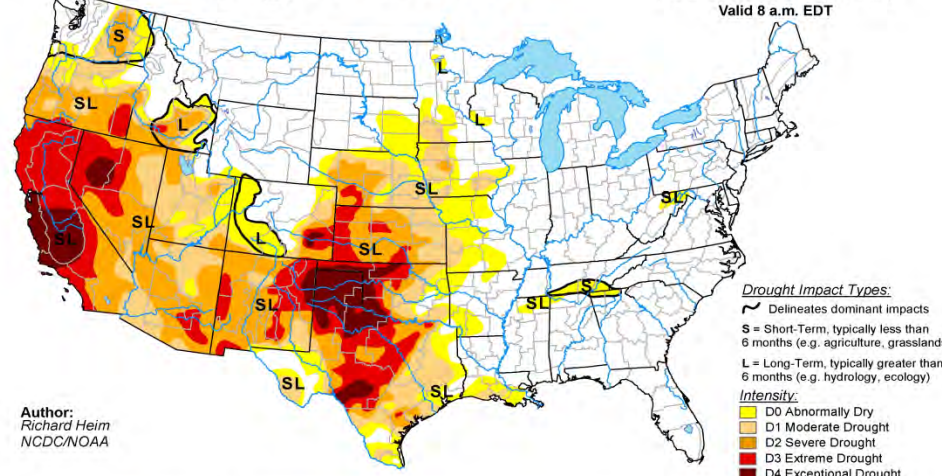 Valid 8 a.m. EDT
S
L
L
SL
L
SL
SL
SL
L
SL
SL
SL
S
SL
SL
SL
Drought Impact Types:
Delineates dominant impacts
S = Short-Term, typically less than
6 months (e.g. agriculture, grasslands
L = Long-Term, typically greater than
6 months (e.g. hydrology, ecology)
Intensity:
D0 Abnormally Dry
D1 Moderate Drought
D2 Severe Drought
D3 Extreme Drought
D4 Exceptional Drought
Author:
Richard Heim
NCDC/NOAA